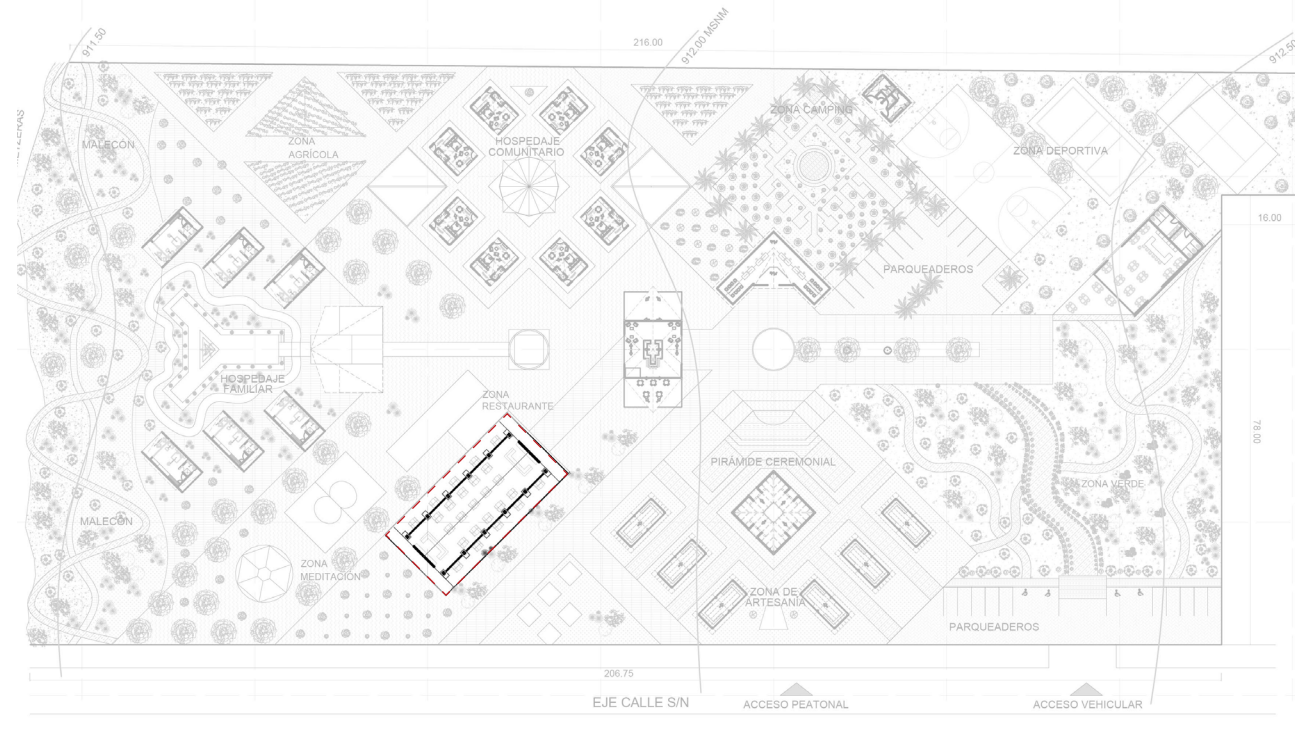 911.50
216.00
912.00 MSNM
912.50
MALECÓN
ZONA
AGRÍCOLA
HOSPEDAJE
COMUNITARIO
ZONA CAMPING
ZONA DEPORTIVA
16.00
PARQUEADEROS
HOSPEDAJE
FAMILIAR
ZONA
RESTAURANTE
PIRÁMIDE CEREMONIAL
78.00
ZONA VERDE
MALECÓN
ZONA
MEDITACIÓN
ZONA DE
ARTESANÍA
PARQUEADEROS
206.75
EJE CALLE S/N
ACCESO PEATONAL
ACCESO VEHICULAR